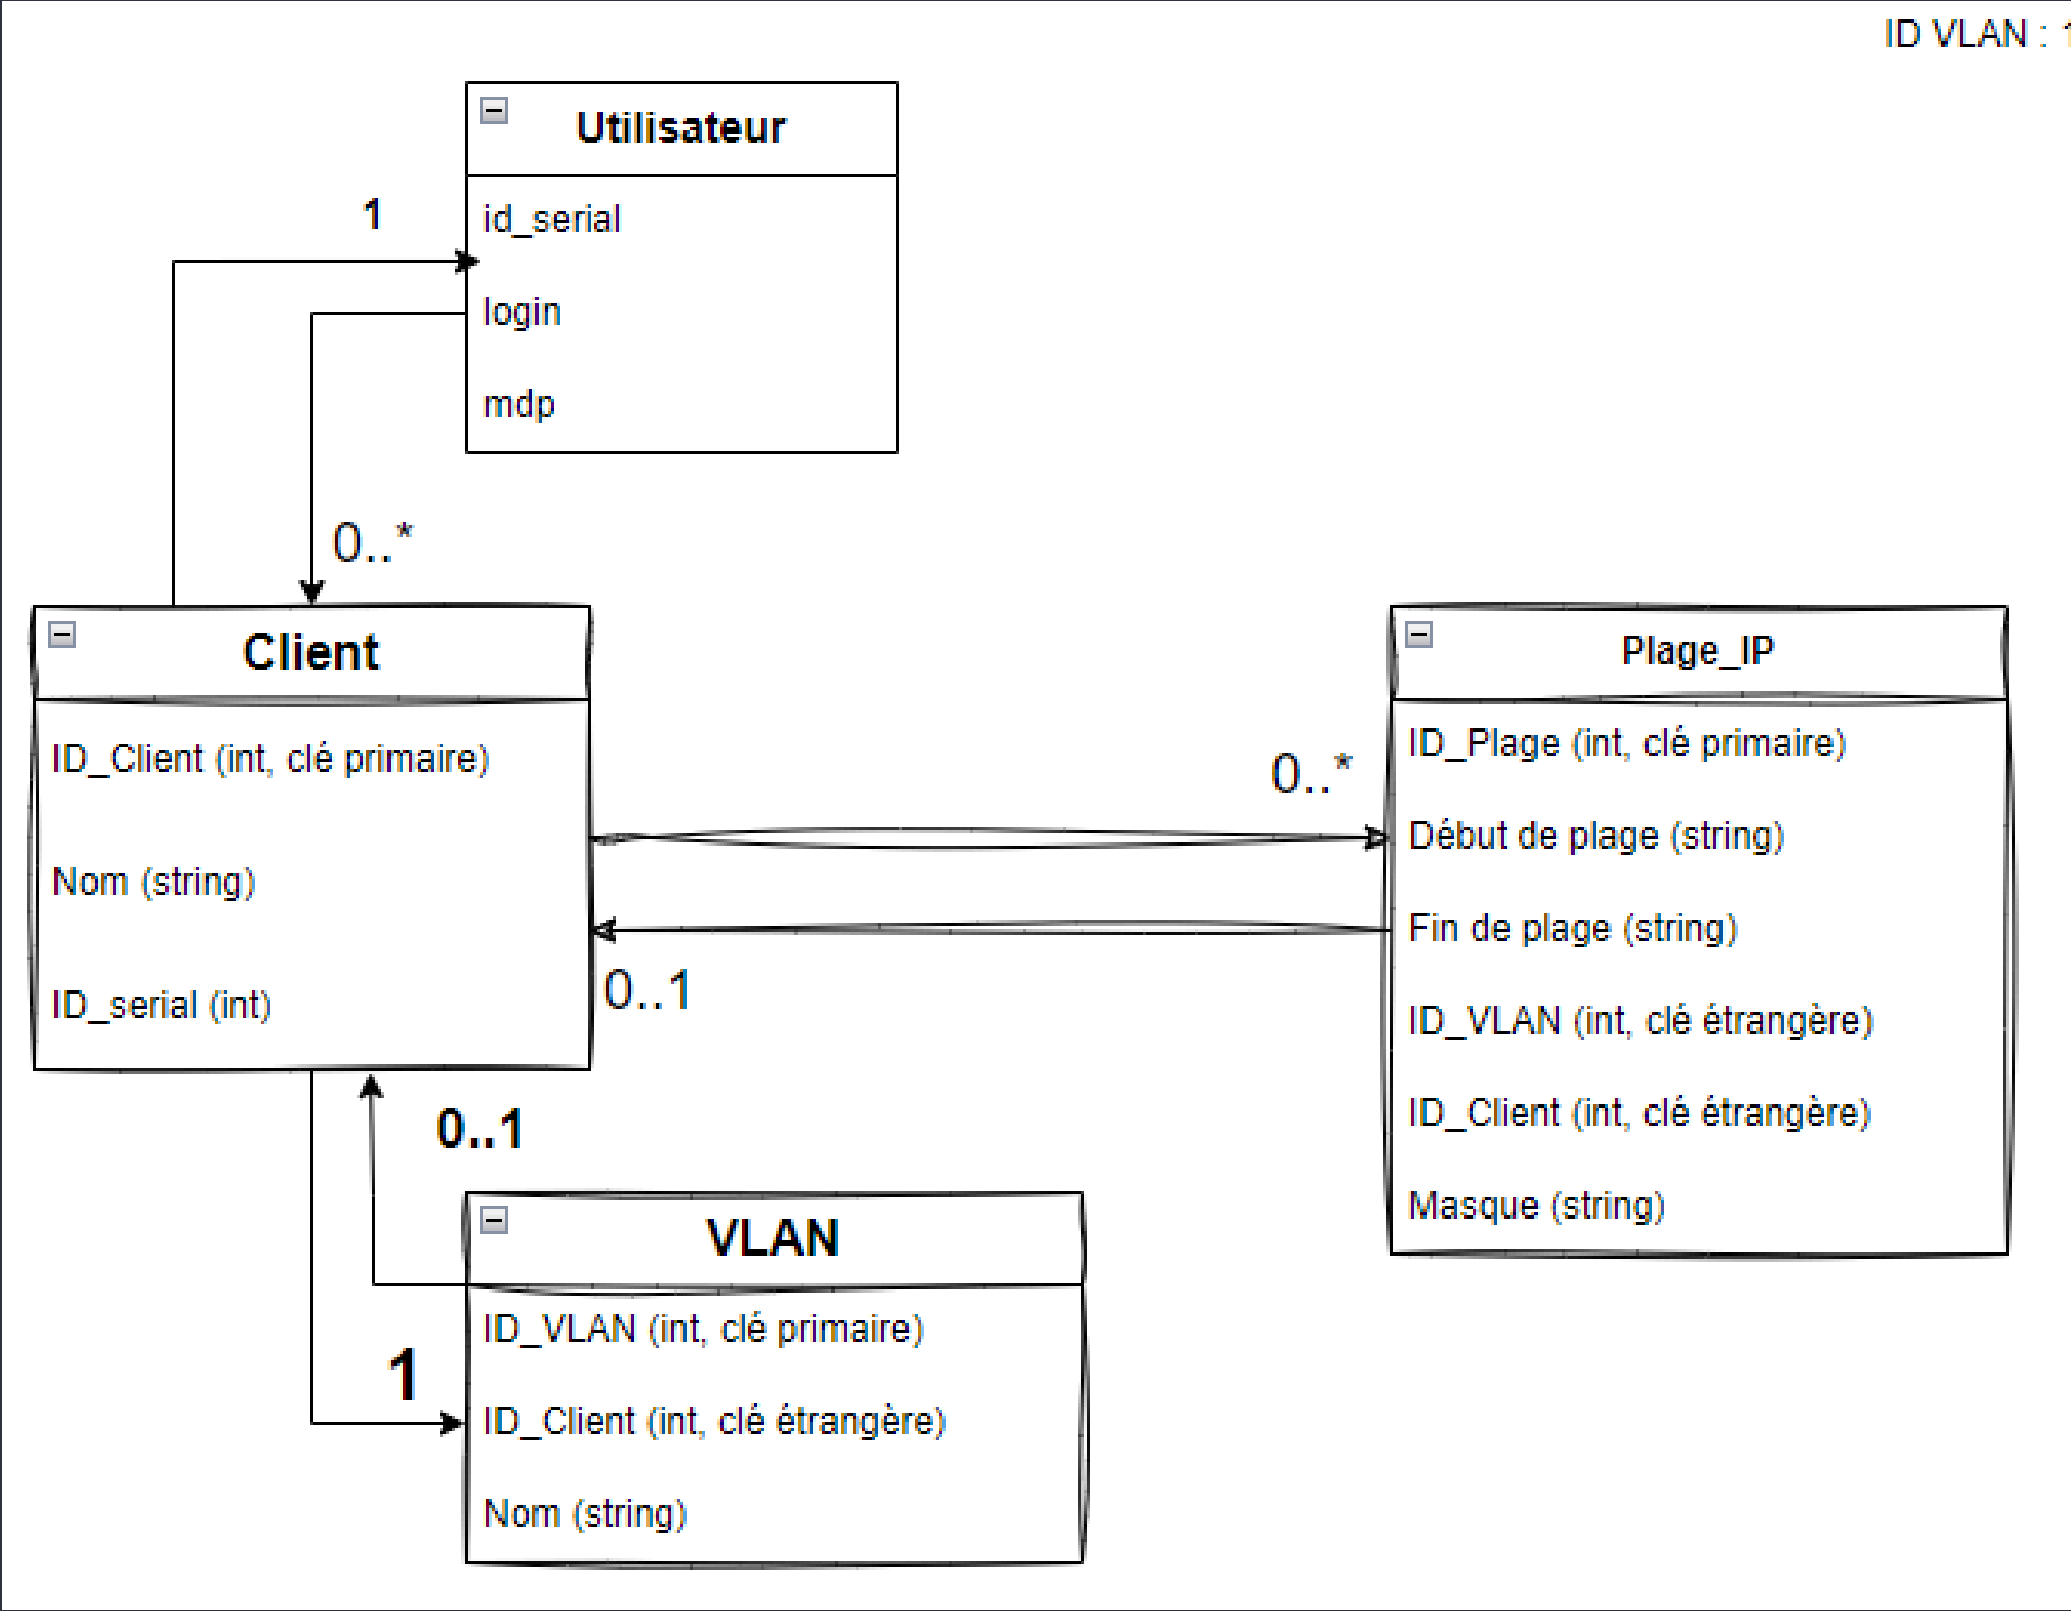 ID VLAN : 1
Utilisateur
id_serial
login
mdp
1
0..*
Client
ID_Client (int, clé primaire)
Nom (string)
ID_serial (int)
0..*
0..1
Plage_IP
ID_Plage (int, clé primaire)
Début de plage (string)
Fin de plage (string)
ID_VLAN (int, clé étrangère)
ID_Client (int, clé étrangère)
Masque (string)
0..1
1
VLAN
ID_VLAN (int, clé primaire)
ID_Client (int, clé étrangère)
Nom (string)